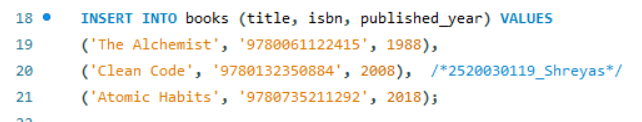 18 INSERT INTO books (title, isbn, published_year) VALUES
19 ('The Alchemist', '9780061122415', 1988),
20 ('Clean Code', '9780132350884', 2008), /*2520030119_Shreyas*/
21 ('Atomic Habits', '9780735211292', 2018);